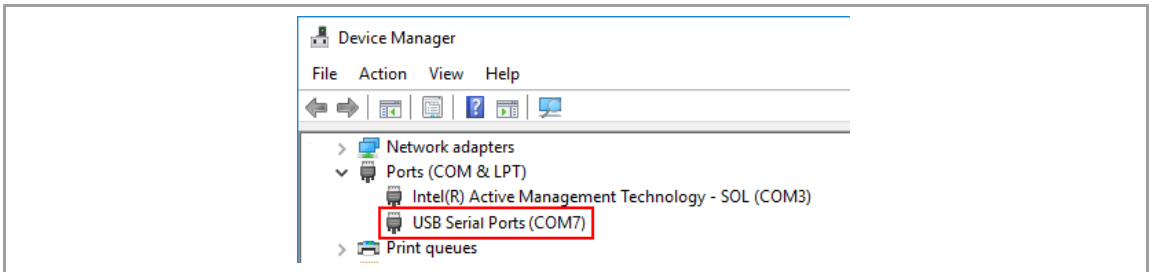 Device Manager
File Action View Help
Network adapters
Ports (COM & LPT)
Intel(R) Active Management Technology - SOL (COM3)
USB Serial Ports (COM7)
Print queues